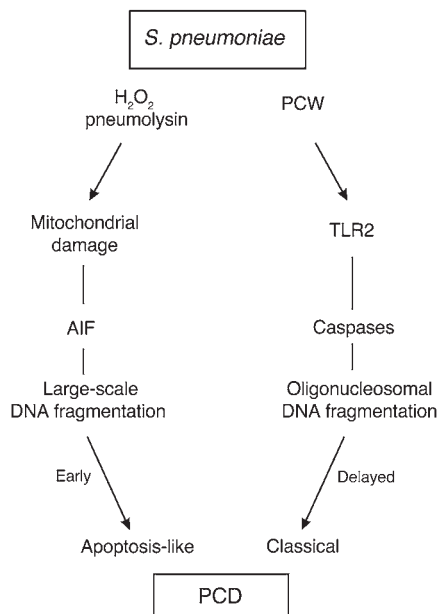 S. pneumoniae
H₂O₂
pneumolysin
PCW
Mitochondrial
damage
TLR2
AIF
Caspases
Large-scale
DNA fragmentation
Oligonucleosomal
DNA fragmentation
Early
Delayed
Apoptosis-like
Classical
PCD